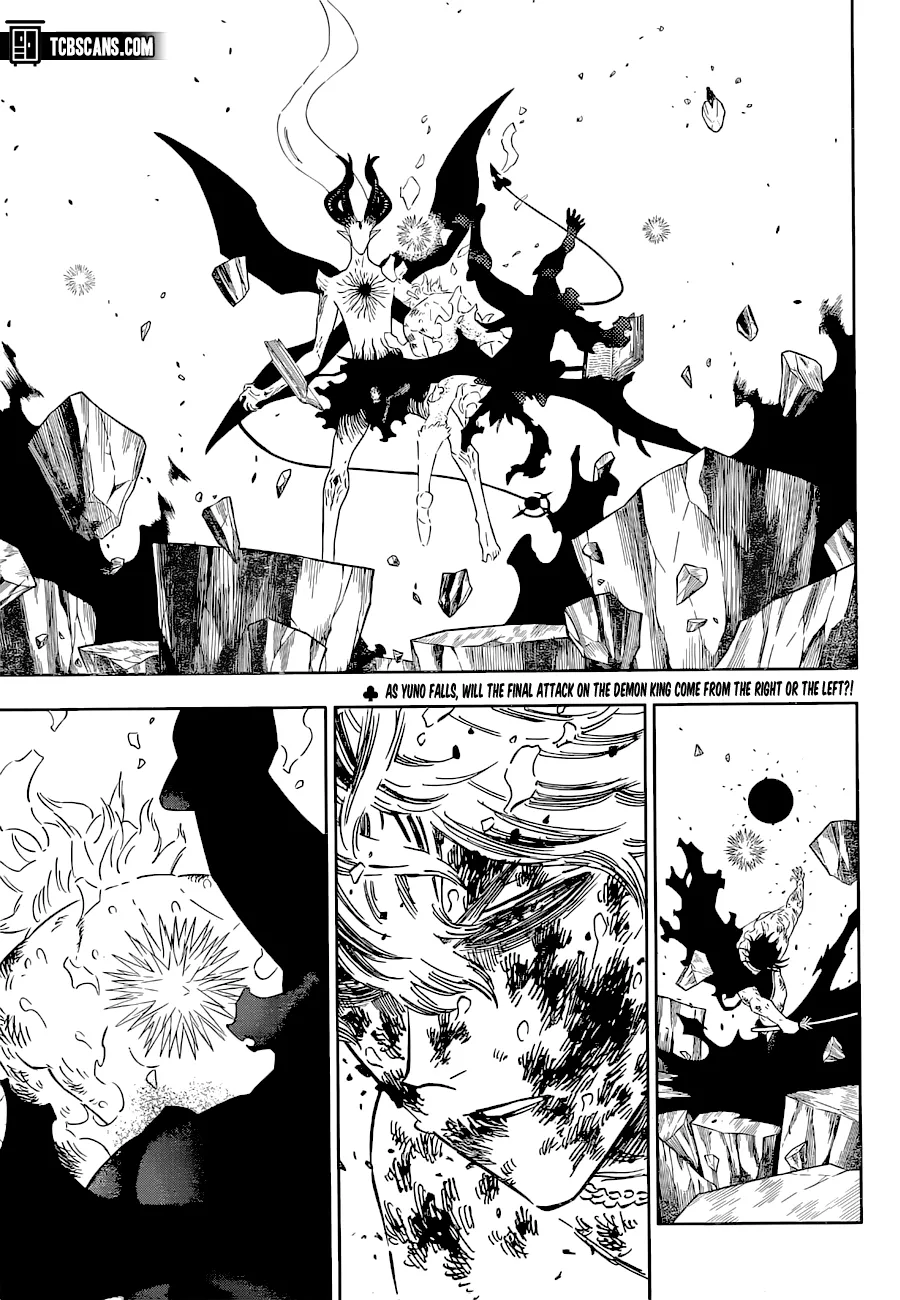 TCBSCANS.COM
♣ AS YUNO FALLS, WILL THE FINAL ATTACK ON THE DEMON KING COME FROM THE RIGHT OR THE LEFT?!